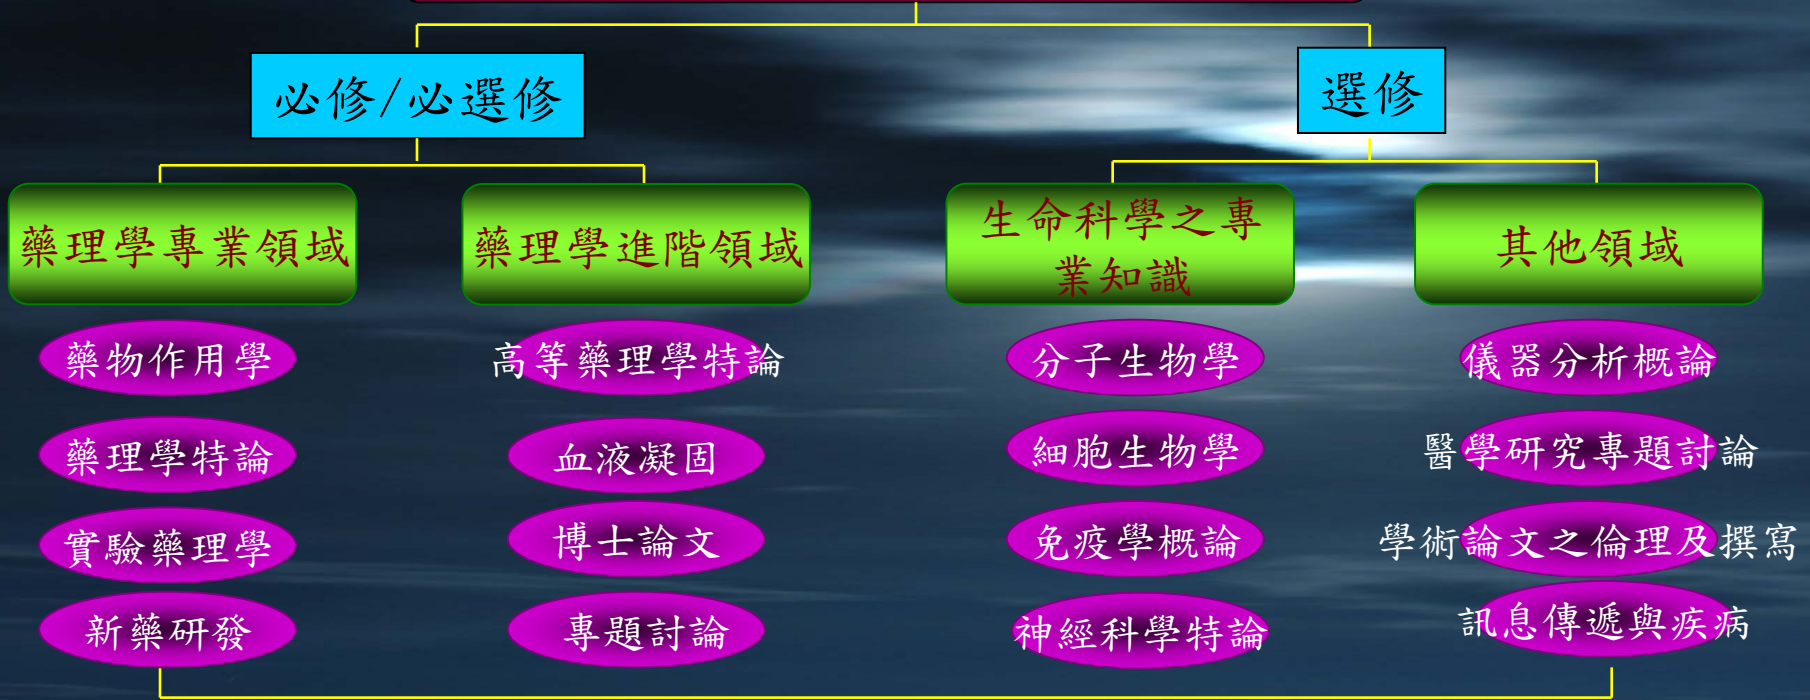 必修/必選修
選修
藥理學專業領域
藥理學進階領域
生命科學之專
業知識
其他領域
藥物作用學
高等藥理學特論
分子生物學
儀器分析概論
藥理學特論
血液凝固
細胞生物學
醫學研究專題討論
實驗藥理學
博士論文
免疫學概論
學術論文之倫理及撰寫
新藥研發
專題討論
神經科學特論
訊息傳遞與疾病